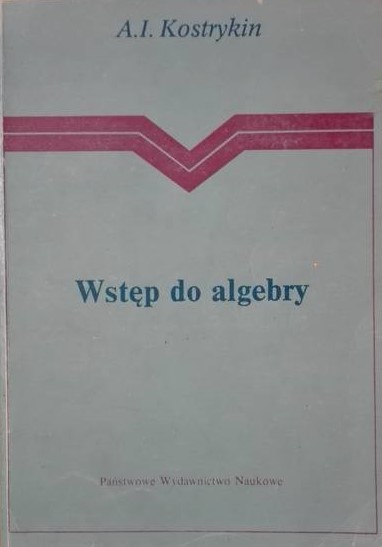 A.I. Kostrykin
Wstęp do algebry
Państwowe Wydawnictwo Naukowe